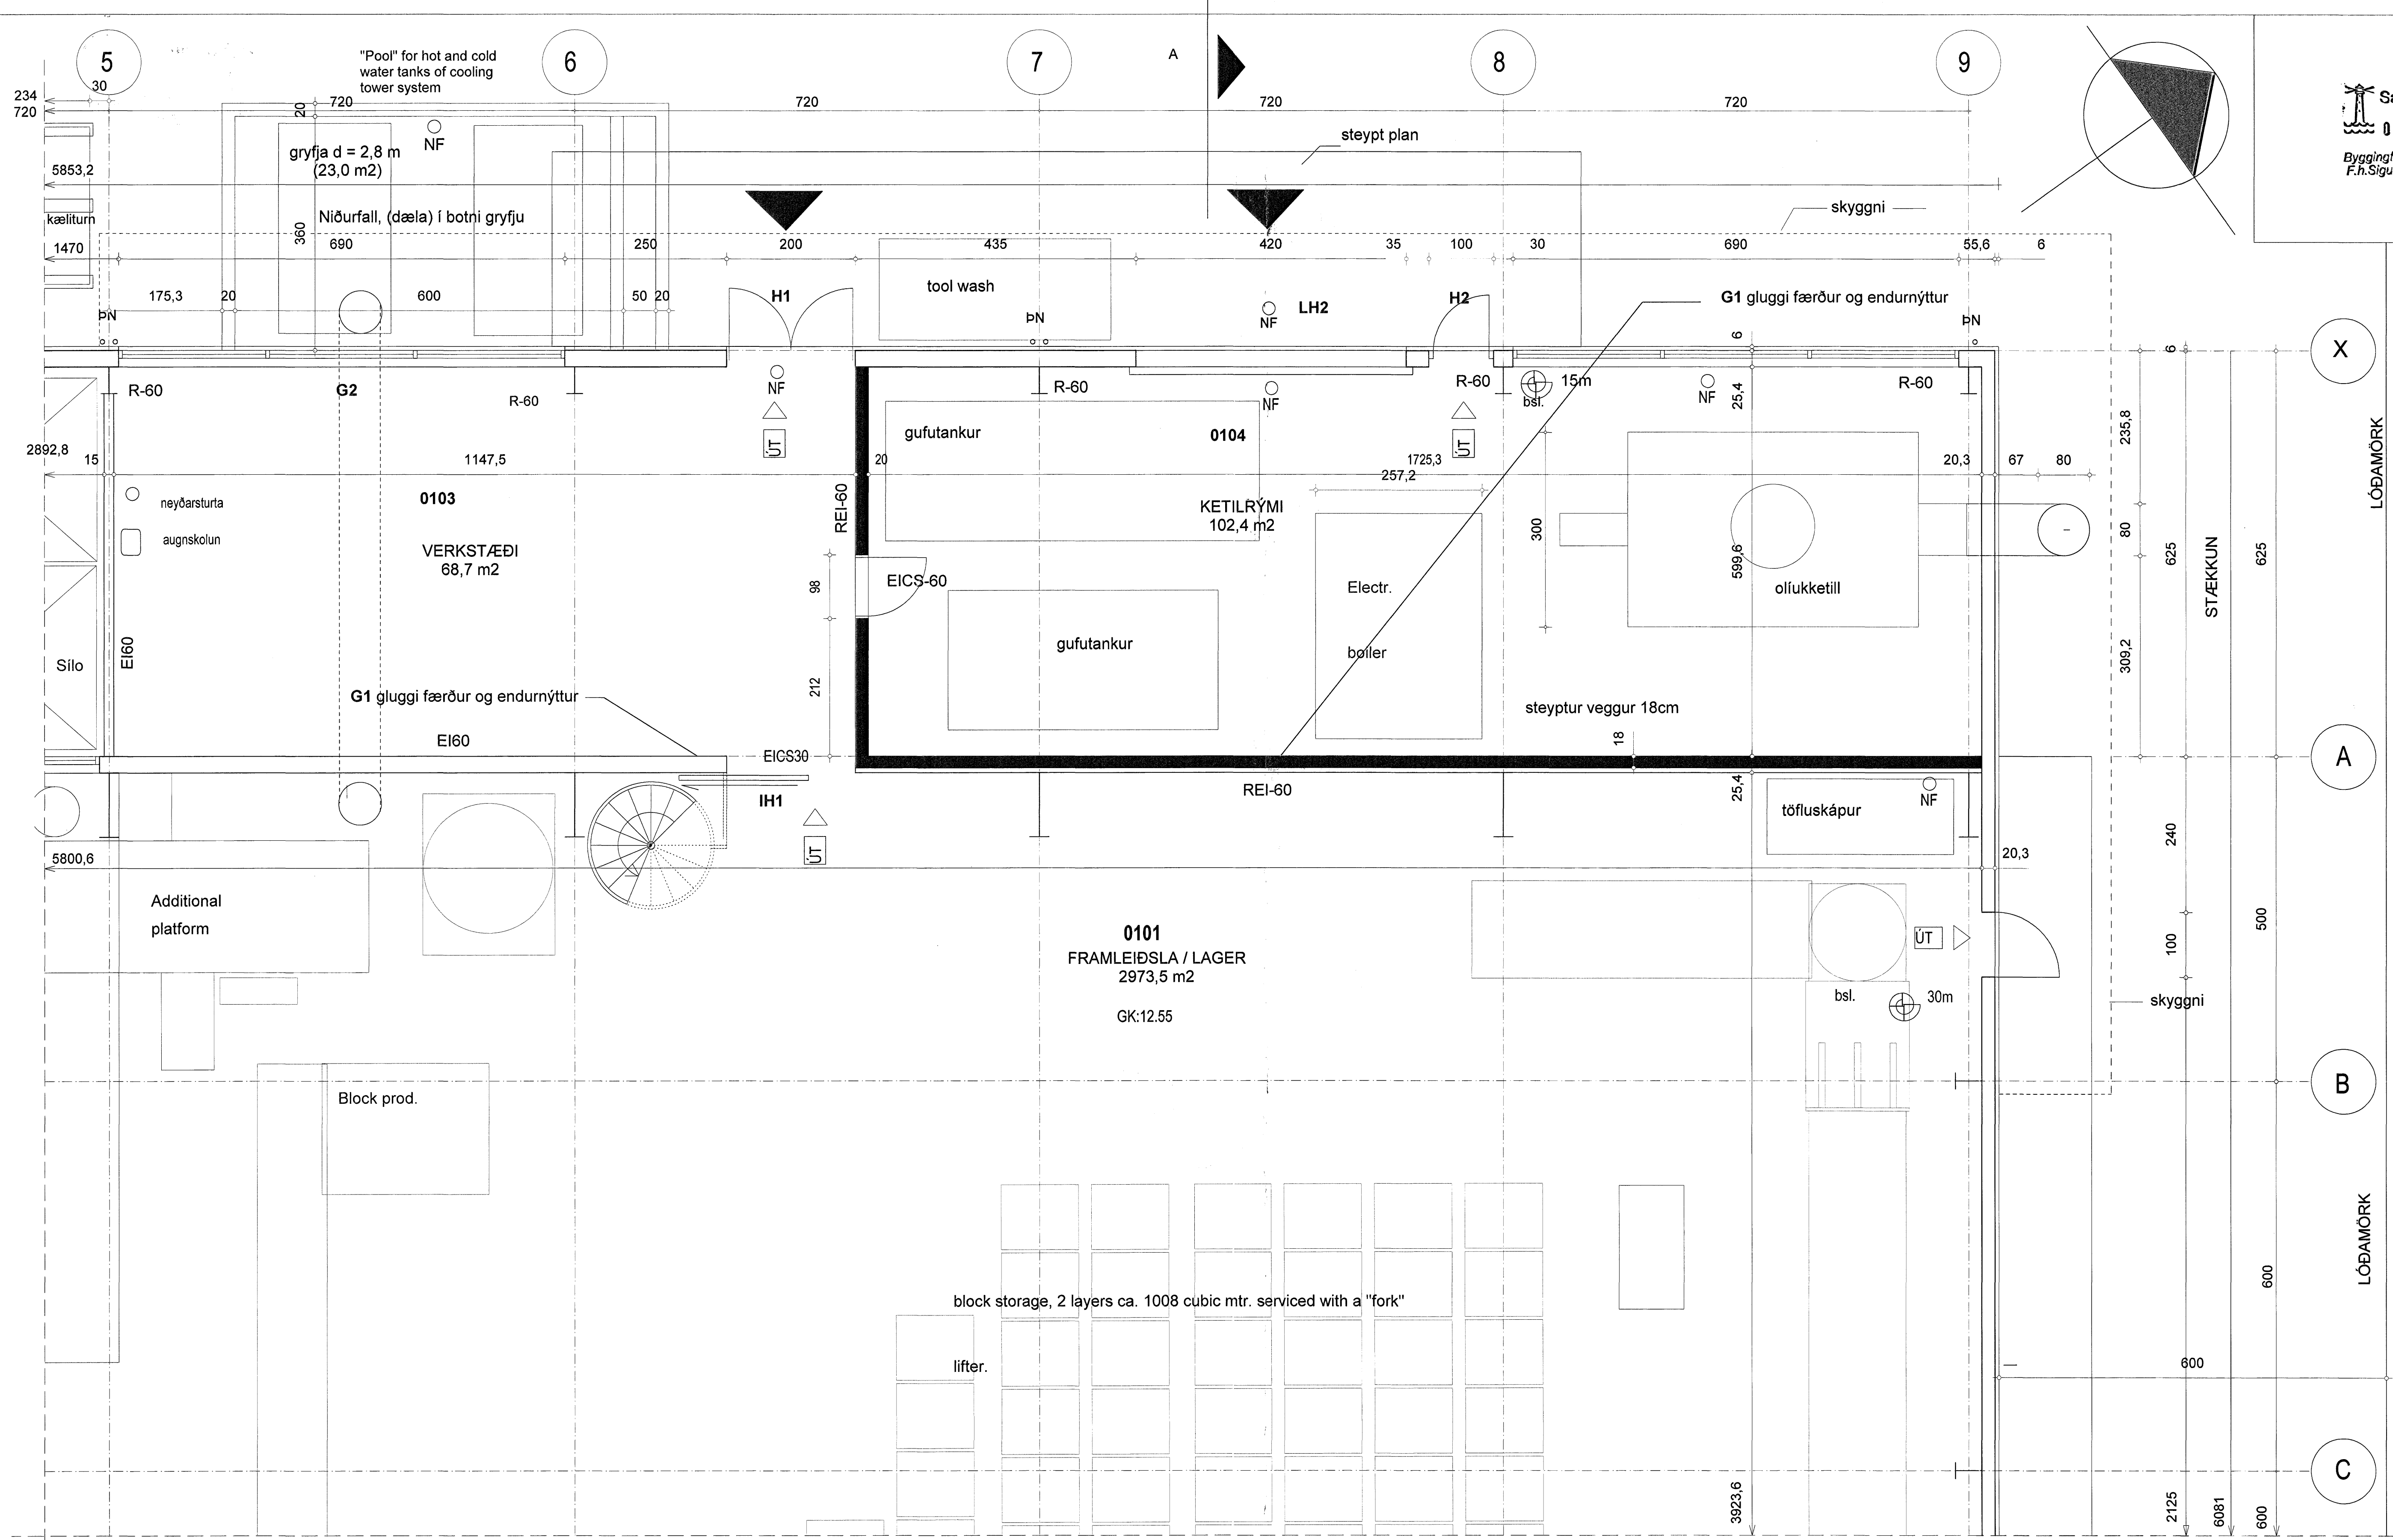 5
6
7
8
9
A
"Pool" for hot and cold
water tanks of cooling
tower system
30
234
720
720
720
720
720
20
NF
steypt plan
gryfja d = 2,8 m
(23,0 m2)
5853,2
kæliturn
Niðurfall, (dæla) í botni gryfju
skyggni
1470
360
690
250
200
435
420
35
100
30
690
55,6
6
tool wash
175,3
20
600
50
20
H1
NF
LH2
H2
G1 gluggi færður og endurnýttur
ÞN
ÞN
ÞN
6
6
X
R-60
G2
R-60
NF
R-60
NF
R-60
15m
bsl.
25,4
NF
R-60
235,8
gufutankur
0104
ÚT
ÚT
LÓÐAMÖRK
2892,8
15
1147,5
20
1725,3
257,2
20,3
67
80
neyðarsturta
0103
REI-60
KETILRÝMI
102,4 m2
300
augnskolun
VERKSTÆÐI
68,7 m2
599,6
80
625
STÆKKUN
625
98
EICS-60
Electr.
olíukketill
Sílo
EI60
gufutankur
boiler
309,2
212
G1 gluggi færður og endurnýttur
steyptur veggur 18cm
EI60
18
EICS30
A
REI-60
25,4
IH1
töfluskápur
NF
240
5800,6
ÚT
20,3
Additional
platform
0101
FRAMLEIÐSLA / LAGER
2973,5 m2
GK:12.55
ÚT
100
500
bsl.
30m
skyggni
Block prod.
B
LÓÐAMÖRK
600
block storage, 2 layers ca. 1008 cubic mtr. serviced with a "fork"
lifter.
600
C
3923,6
2125
6081
600
Byggingf
F.h.Sigu